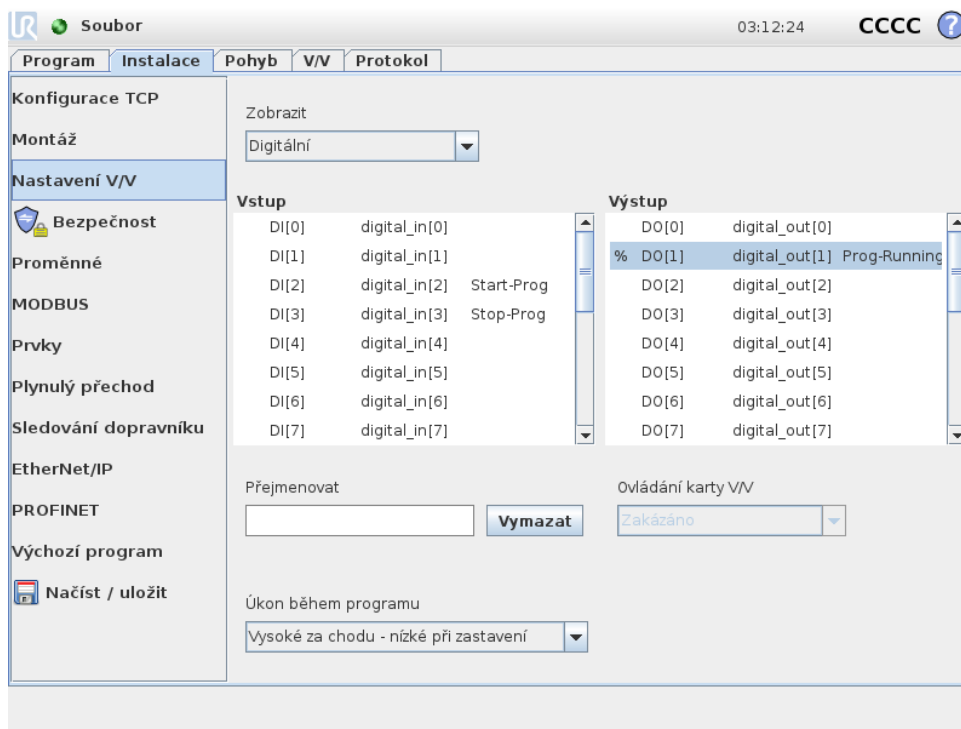 UR Soubor 03:12:24 CCCC ?
Program Instalace Pohyb V/V Protokol
Konfigurace TCP
Montáž
Nastavení V/V
Bezpečnost
Proměnné
MODBUS
Prvky
Plynulý přechod
Sledování dopravníku
EtherNet/IP
PROFINET
Výchozí program
Načíst / uložit
Zobrazit
Digitální
Vstup
DI[0] digital_in[0]
DI[1] digital_in[1]
DI[2] digital_in[2] Start-Prog
DI[3] digital_in[3] Stop-Prog
DI[4] digital_in[4]
DI[5] digital_in[5]
DI[6] digital_in[6]
DI[7] digital_in[7]
Výstup
DO[0] digital_out[0]
% DO[1] digital_out[1] Prog-Running
DO[2] digital_out[2]
DO[3] digital_out[3]
DO[4] digital_out[4]
DO[5] digital_out[5]
DO[6] digital_out[6]
DO[7] digital_out[7]
Přejmenovat
Vymazat
Ovládání karty V/V
Zakázáno
Úkon během programu
Vysoké za chodu - nízké při zastavení